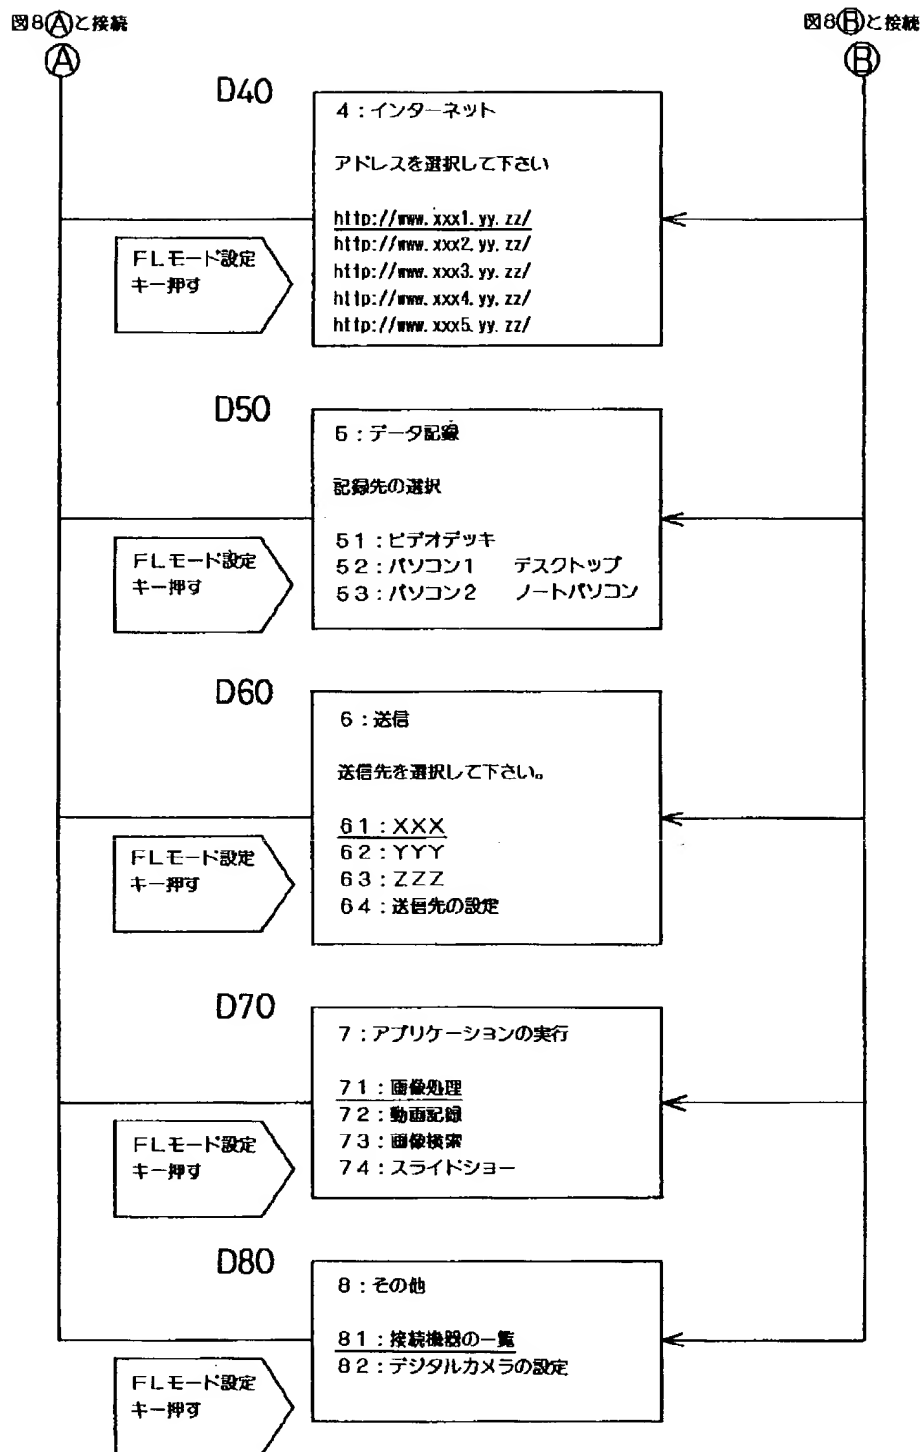 図8Ⓐと接続
図8Ⓑと接続
Ⓐ
Ⓑ
D40
4:インターネット
アドレスを選択して下さい
http://www.xxx1.yy.zz/
http://www.xxx2.yy.zz/
http://www.xxx3.yy.zz/
http://www.xxx4.yy.zz/
http://www.xxx5.yy.zz/
FLモード設定
キー押す
D50
5:データ記録
記録先の選択
51:ビデオデッキ
52:パソコン1 デスクトップ
53:パソコン2 ノートパソコン
FLモード設定
キー押す
D60
6:送信
送信先を選択して下さい。
61:XXX
62:YYY
63:ZZZ
64:送信先の設定
FLモード設定
キー押す
D70
7:アプリケーションの実行
71:画像処理
72:動画記録
73:画像検索
74:スライドショー
FLモード設定
キー押す
D80
8:その他
81:接続機器の一覧
82:デジタルカメラの設定
FLモード設定
キー押す